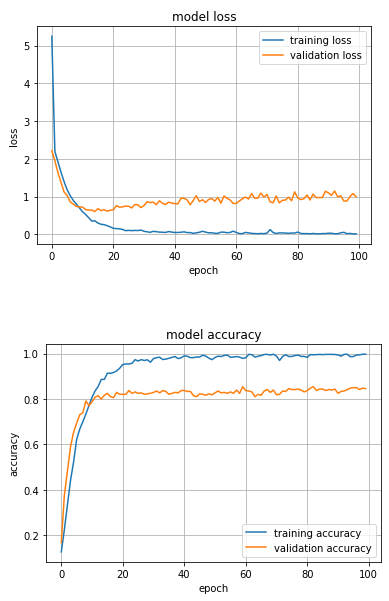 model loss
training loss
validation loss
5
4
3
2
1
0
loss
0 20 40 60 80 100
epoch
model accuracy
1.0
0.8
0.6
0.4
0.2
accuracy
training accuracy
validation accuracy
0 20 40 60 80 100
epoch